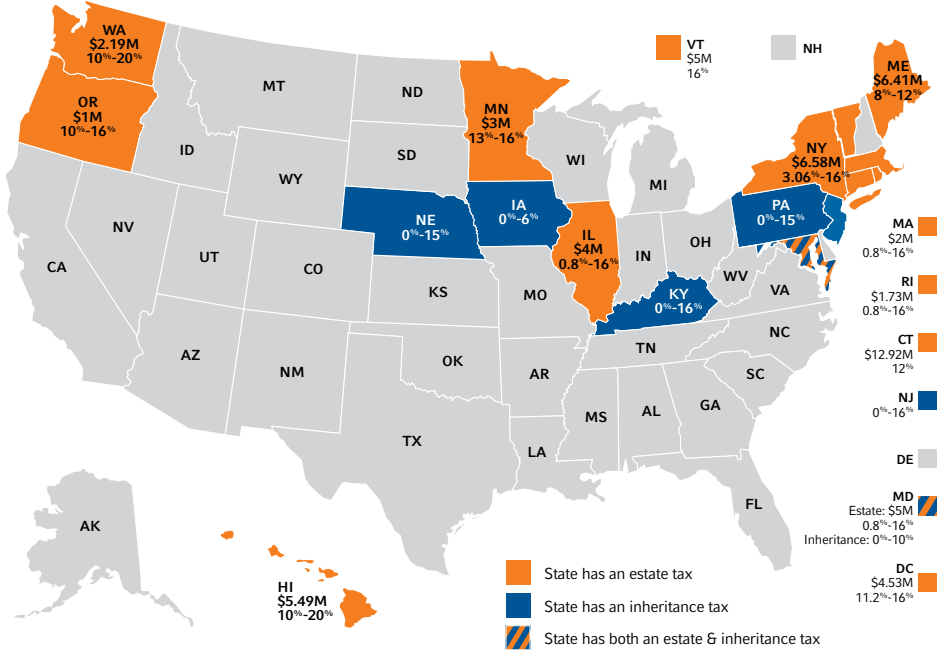 WA
$2.19M
10%-20%
OR
$1M
10%-16%
MT
ID
WY
ND
SD
MN
$3M
13%-16%
WI
MI
VT
$5M
16%
NH
ME
$6.41M
8%-12%
NY
$6.58M
3.06%-16%
NV
CA
UT
CO
NE
0%-15%
IA
0%-6%
IL
$4M
0.8%-16%
IN
OH
PA
0%-15%
WV
VA
KS
MO
KY
0%-16%
AZ
NM
OK
AR
TN
NC
SC
MS
AL
GA
TX
LA
FL
AK
HI
$5.49M
10%-20%
MA
$2M
0.8%-16%
RI
$1.73M
0.8%-16%
CT
$12.92M
12%
NJ
0%-16%
DE
MD
Estate: $5M
0.8%-16%
Inheritance: 0%-10%
DC
$4.53M
11.2%-16%
State has an estate tax
State has an inheritance tax
State has both an estate & inheritance tax